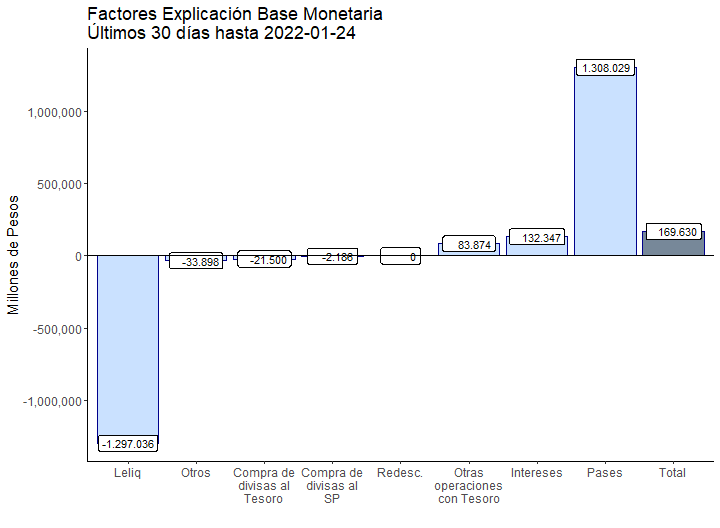 Factores Explicación Base Monetaria
Últimos 30 días hasta 2022-01-24
Millones de Pesos
1,000,000
500,000
0
-500,000
-1,000,000
-1.297.036
-33.898
-21.500
-2.186
0
83.874
132.347
1.308.029
169.630
Leliq
Otros
Compra de
divisas al
Tesoro
Compra de
divisas al
SP
Redesc.
Otras
operaciones
con Tesoro
Intereses
Pases
Total